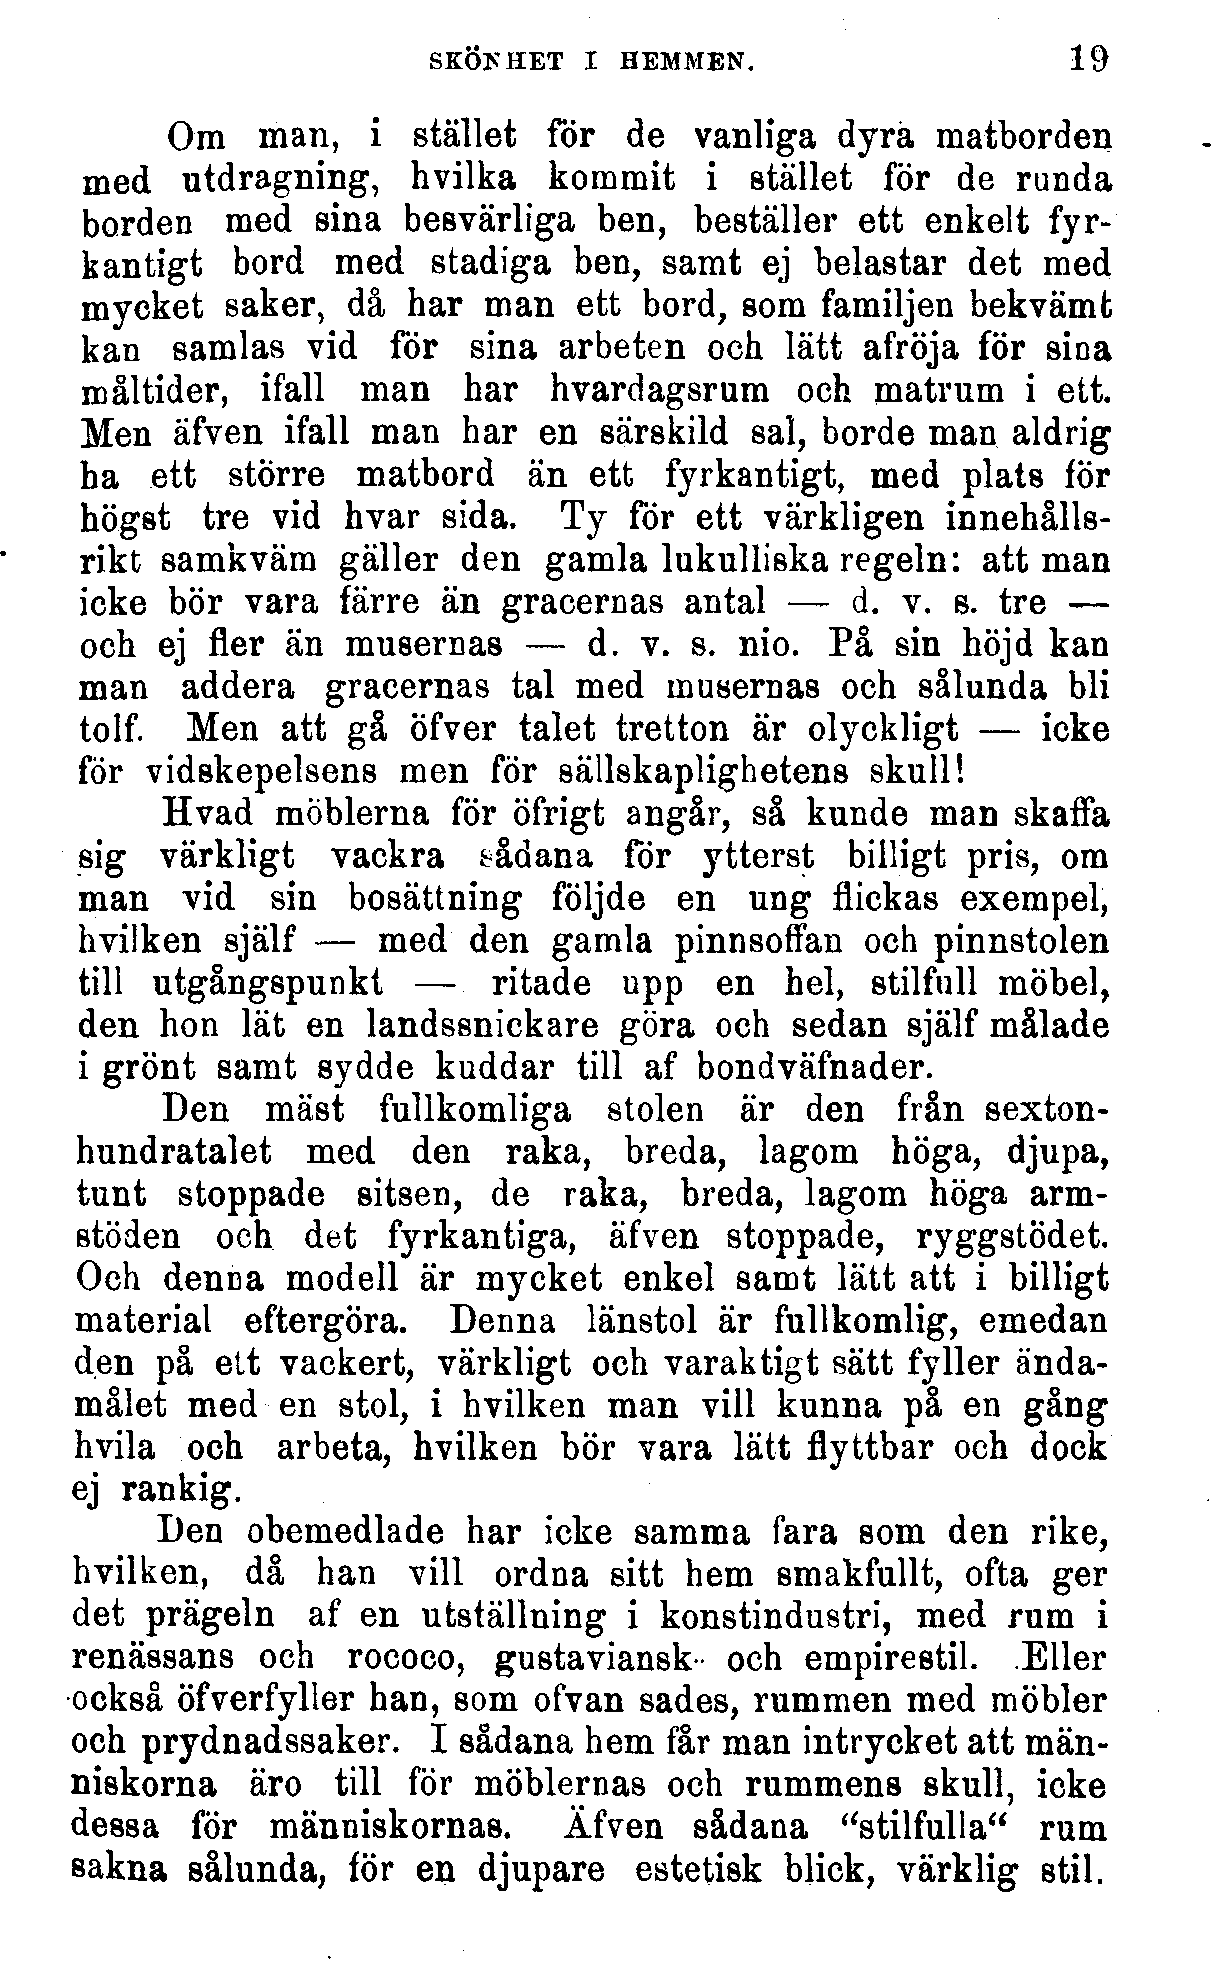 SKÖNHET I HEMMEN. 19
Om man, i stället för de vanliga dyra matborden
med utdragning, hvilka kommit i stället för de runda
borden med sina besvärliga ben, beställer ett enkelt fyr-
kantigt bord med stadiga ben, samt ej belastar det med
mycket saker, då har man ett bord, som familjen bekvämt
kan samlas vid för sina arbeten och lätt afröja för sina
måltider, ifall man har hvardagsrum och matrum i ett.
Men äfven ifall man har en särskild sal, borde man aldrig
ha ett större matbord än ett fyrkantigt, med plats för
högst tre vid hvar sida. Ty för ett värkligen innehålls-
rikt samkväm gäller den gamla lukulliska regeln: att man
icke bör vara färre än gracernas antal — d. v. s. tre —
och ej fler än musernas — d. v. s. nio. På sin höjd kan
man addera gracernas tal med musernas och sålunda bli
tolf. Men att gå öfver talet tretton är olyckligt — icke
för vidskepelsens men för sällskaplighetens skull!
Hvad möblerna för öfrigt angår, så kunde man skaffa
sig värkligt vackra sådana för ytterst billigt pris, om
man vid sin bosättning följde en ung flickas exempel,
hvilken själf — med den gamla pinnsoffan och pinnstolen
till utgångspunkt — ritade upp en hel, stilfull möbel,
den hon lät en landssnickare göra och sedan själf målade
i grönt samt sydde kuddar till af bondväfnader.
Den mäst fullkomliga stolen är den från sexton-
hundratalet med den raka, breda, lagom höga, djupa,
tunt stoppade sitsen, de raka, breda, lagom höga arm-
stöden och det fyrkantiga, äfven stoppade, ryggstödet.
Och denna modell är mycket enkel samt lätt att i billigt
material eftergöra. Denna länstol är fullkomlig, emedan
den på ett vackert, värkligt och varaktigt sätt fyller ända-
målet med en stol, i hvilken man vill kunna på en gång
hvila och arbeta, hvilken bör vara lätt flyttbar och dock
ej rankig.
Den obemedlade har icke samma fara som den rike,
hvilken, då han vill ordna sitt hem smakfullt, ofta ger
det prägeln af en utställning i konstindustri, med rum i
renässans och rococo, gustaviansk- och empirestil. Eller
också öfverfyller han, som ofvan sades, rummen med möbler
och prydnadssaker. I sådana hem får man intrycket att män-
niskorna äro till för möblernas och rummens skull, icke
dessa för människornas. Äfven sådana “stilfulla“ rum
sakna sålunda, för en djupare estetisk blick, värklig stil.